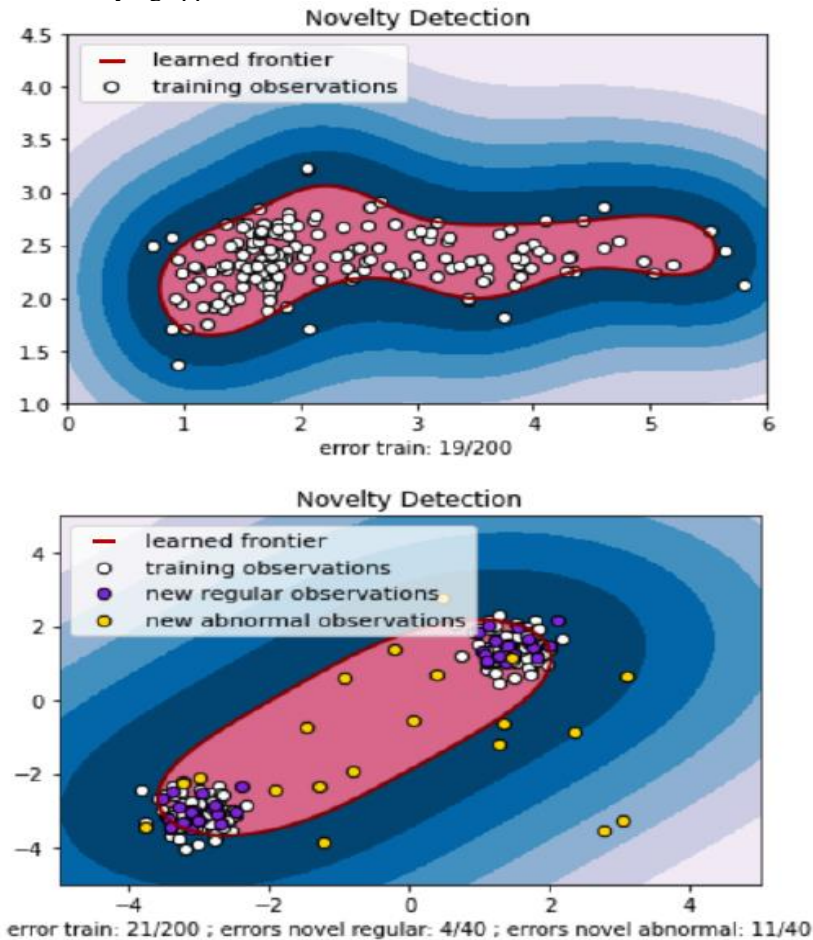 Novelty Detection
4.5
4.0
3.5
3.0
2.5
2.0
1.5
1.0
learned frontier
training observations
0 1 2 3 4 5 6
error train: 19/200
Novelty Detection
4
2
0
−2
−4
learned frontier
training observations
new regular observations
new abnormal observations
−4 −2 0 2 4
error train: 21/200 ; errors novel regular: 4/40 ; errors novel abnormal: 11/40